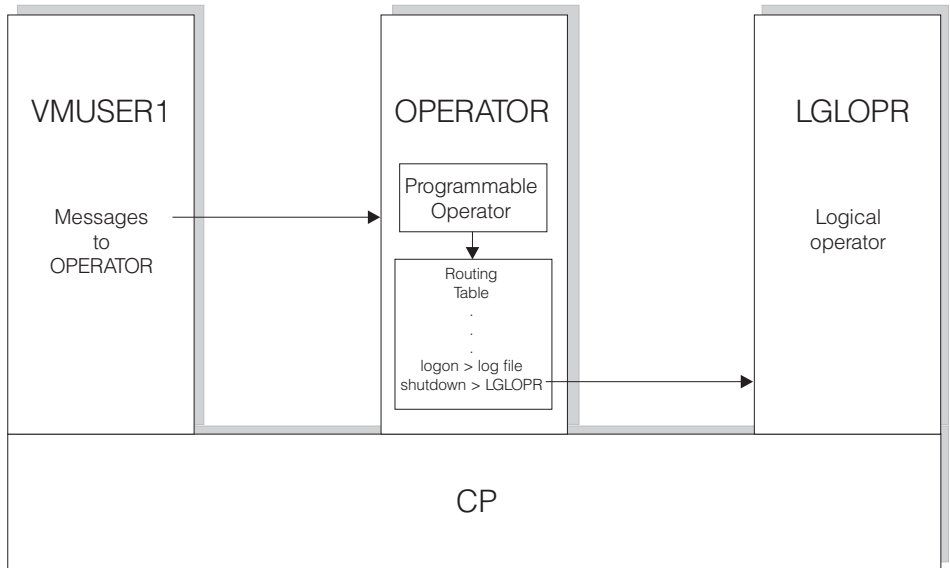 VMUSER1
Messages
to
OPERATOR
OPERATOR
Programmable
Operator
Routing
Table
.
.
.
logon > log file
shutdown > LGLOPR
LGLOPR
Logical
operator
CP